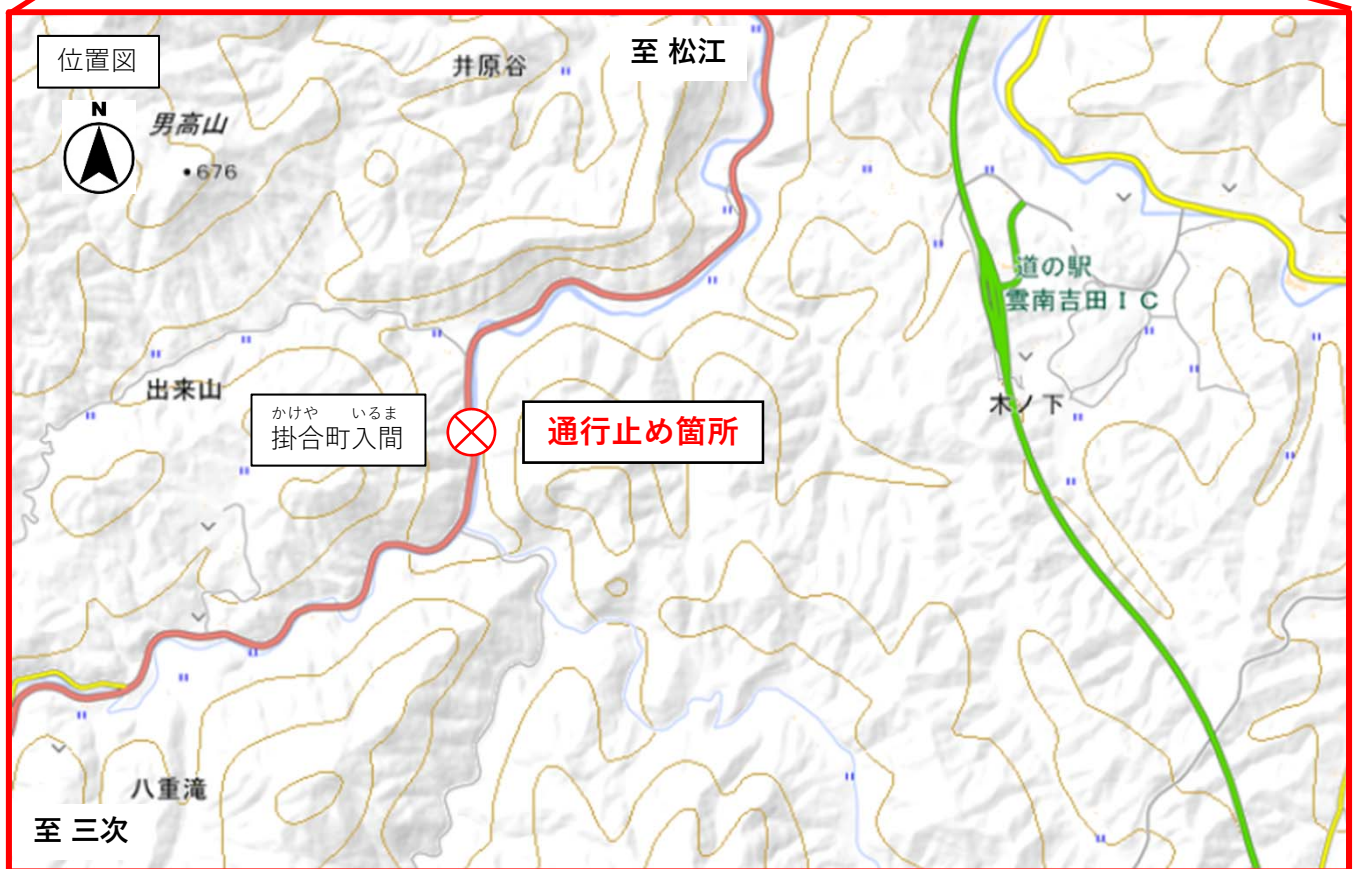 位置図
至 松江
井原谷
N
男高山
・676
道の駅
雲南吉田IC
出来山
木ノ下
かけや いるま
掛合町入間
通行止め箇所
八重滝
至 三次